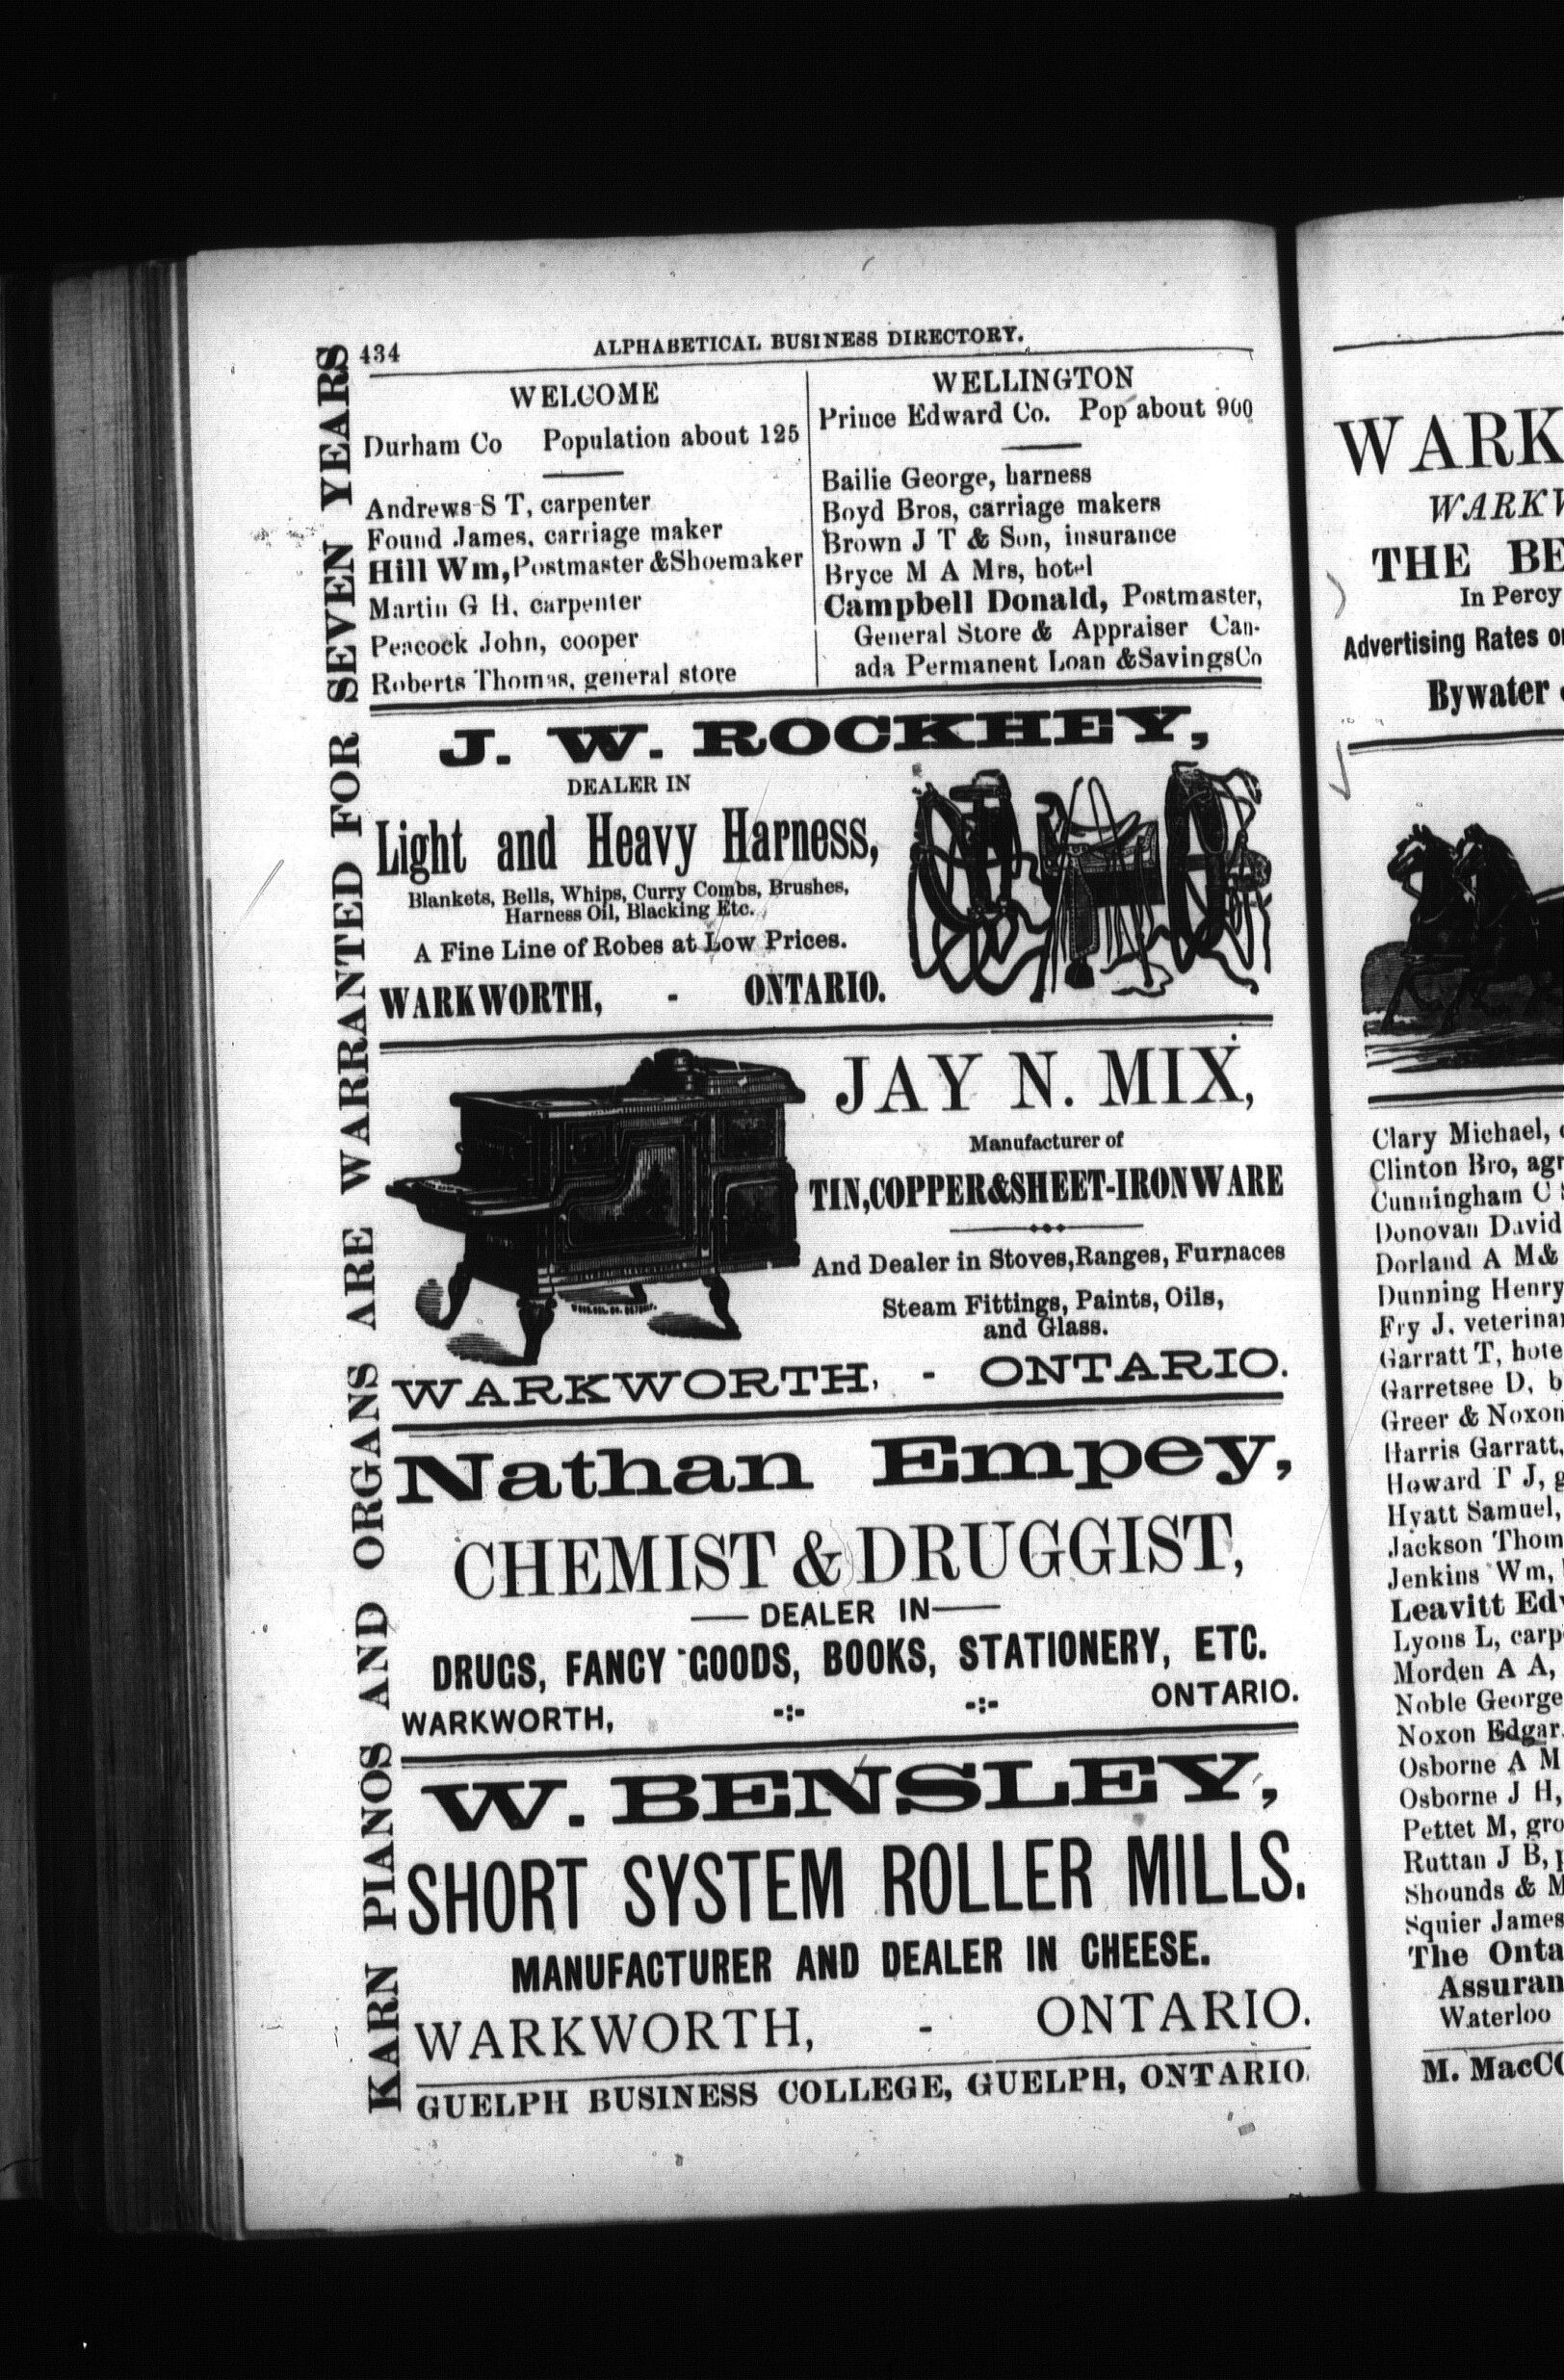 434
ALPHABETICAL BUSINESS DIRECTORY.
KARN PIANOS AND ORGANS ARE WARRANTED FOR SEVEN YEARS
WELCOME
Durham Co Population about 125
Andrews S T, carpenter
Found James, carriage maker
Hill Wm, Postmaster & Shoemaker
Martin G H, carpenter
Peacock John, cooper
Roberts Thomas, general store
WELLINGTON
Prince Edward Co. Pop about 900
Bailie George, harness
Boyd Bros, carriage makers
Brown J T & Son, insurance
Bryce M A Mrs, hotel
Campbell Donald, Postmaster,
General Store & Appraiser Can-
ada Permanent Loan & Savings Co
J. W. ROCKHEY,
DEALER IN
Light and Heavy Harness,
Blankets, Bells, Whips, Curry Combs, Brushes,
Harness Oil, Blacking Etc.
A Fine Line of Robes at Low Prices.
WARKWORTH, - ONTARIO.
JAY N. MIX,
Manufacturer of
TIN, COPPER & SHEET-IRON WARE
And Dealer in Stoves, Ranges, Furnaces
Steam Fittings, Paints, Oils,
and Glass.
WARKWORTH, - ONTARIO.
Nathan Empey,
CHEMIST & DRUGGIST,
— DEALER IN —
DRUGS, FANCY GOODS, BOOKS, STATIONERY, ETC.
WARKWORTH, -:- -:- ONTARIO.
W. BENSLEY,
SHORT SYSTEM ROLLER MILLS.
MANUFACTURER AND DEALER IN CHEESE.
WARKWORTH, - ONTARIO.
GUELPH BUSINESS COLLEGE, GUELPH, ONTARIO.
WARK
WARKW
THE BE
In Percy
Advertising Rates o
Bywater
Clary Michael,
Clinton Bro, agr
Cunningham C
Donovan David
Dorland A M &
Dunning Henry
Fry J, veterinar
Garratt T, hote
Garretsee D, b
Greer & Noxon
Harris Garratt,
Howard T J, g
Hyatt Samuel,
Jackson Thom
Jenkins Wm,
Leavitt Edw
Lyons L, carp
Morden A A,
Noble George
Noxon Edgar
Osborne A M
Osborne J H,
Pettet M, gro
Ruttan J B, p
Shounds & M
Squier James
The Onta
Assuran
Waterloo
M. MacCO